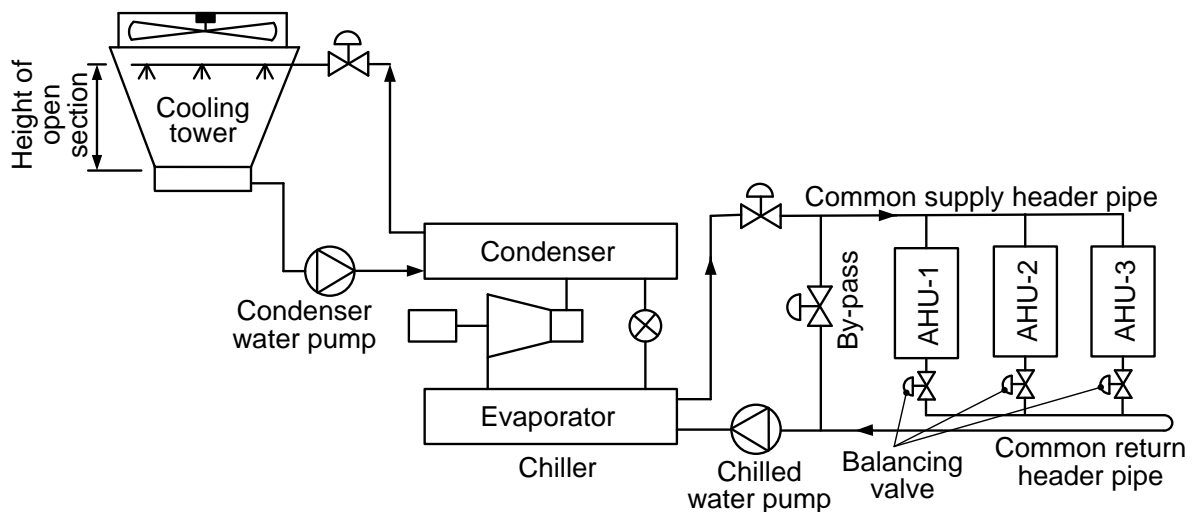 Height of
open
section
Cooling
tower
Condenser
water pump
Condenser
Evaporator
Chiller
Common supply header pipe
By-pass
AHU-1
AHU-2
AHU-3
Chilled
water pump
Balancing
valve
Common return
header pipe